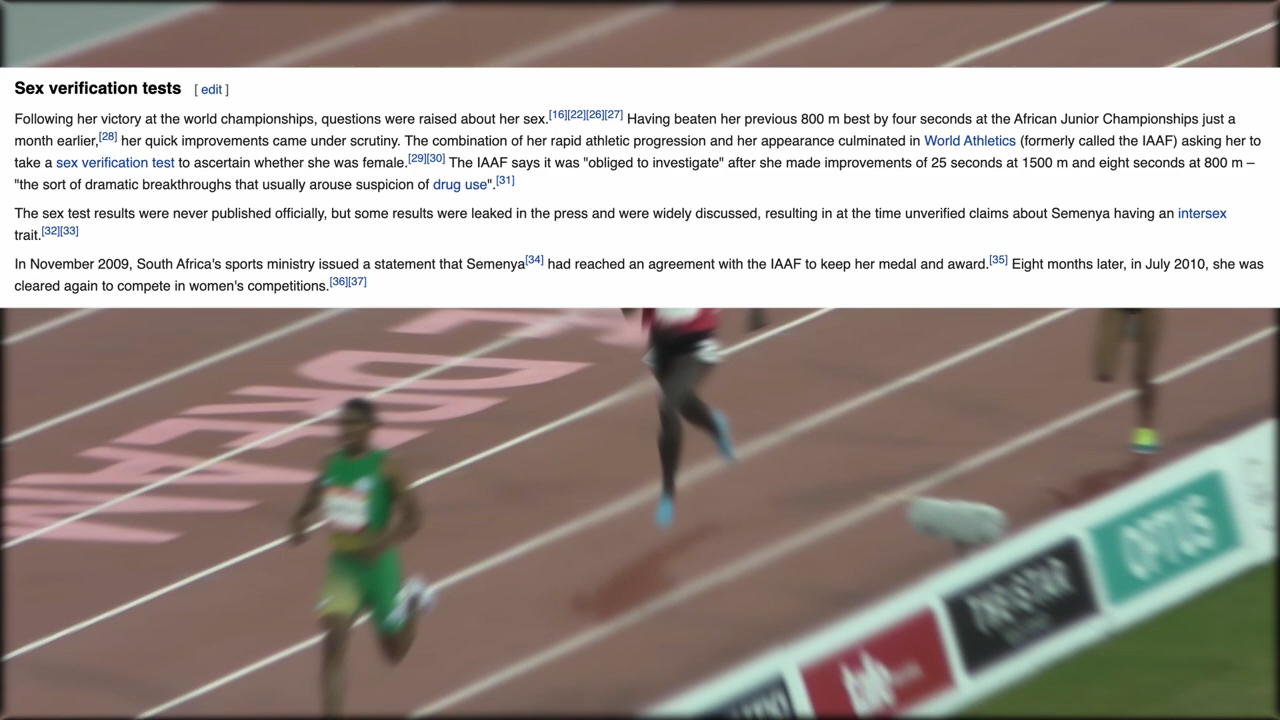 Sex verification tests [ edit ]
Following her victory at the world championships, questions were raised about her sex.[16][22][26][27] Having beaten her previous 800 m best by four seconds at the African Junior Championships just a
month earlier,[28] her quick improvements came under scrutiny. The combination of her rapid athletic progression and her appearance culminated in World Athletics (formerly called the IAAF) asking her to
take a sex verification test to ascertain whether she was female.[29][30] The IAAF says it was "obliged to investigate" after she made improvements of 25 seconds at 1500 m and eight seconds at 800 m –
"the sort of dramatic breakthroughs that usually arouse suspicion of drug use".[31]
The sex test results were never published officially, but some results were leaked in the press and were widely discussed, resulting in at the time unverified claims about Semenya having an intersex
trait.[32][33]
In November 2009, South Africa's sports ministry issued a statement that Semenya[34] had reached an agreement with the IAAF to keep her medal and award.[35] Eight months later, in July 2010, she was
cleared again to compete in women's competitions.[36][37]
OPTUS
THE STAR